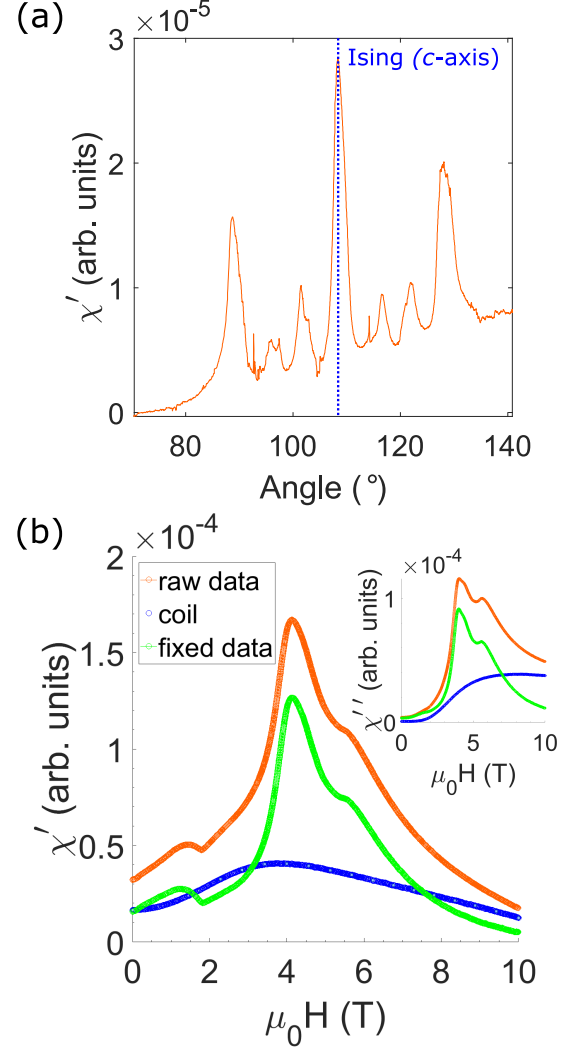 (a)
×10⁻⁵
3
2
1
0
χ′ (arb. units)
Ising (c-axis)
80
100
120
140
Angle (°)
(b)
×10⁻⁴
2
1.5
1
0.5
0
χ′ (arb. units)
raw data
coil
fixed data
0
2
4
6
8
10
μ₀H (T)
×10⁻⁴
1
0
χ′′ (arb. units)
0
5
10
μ₀H (T)